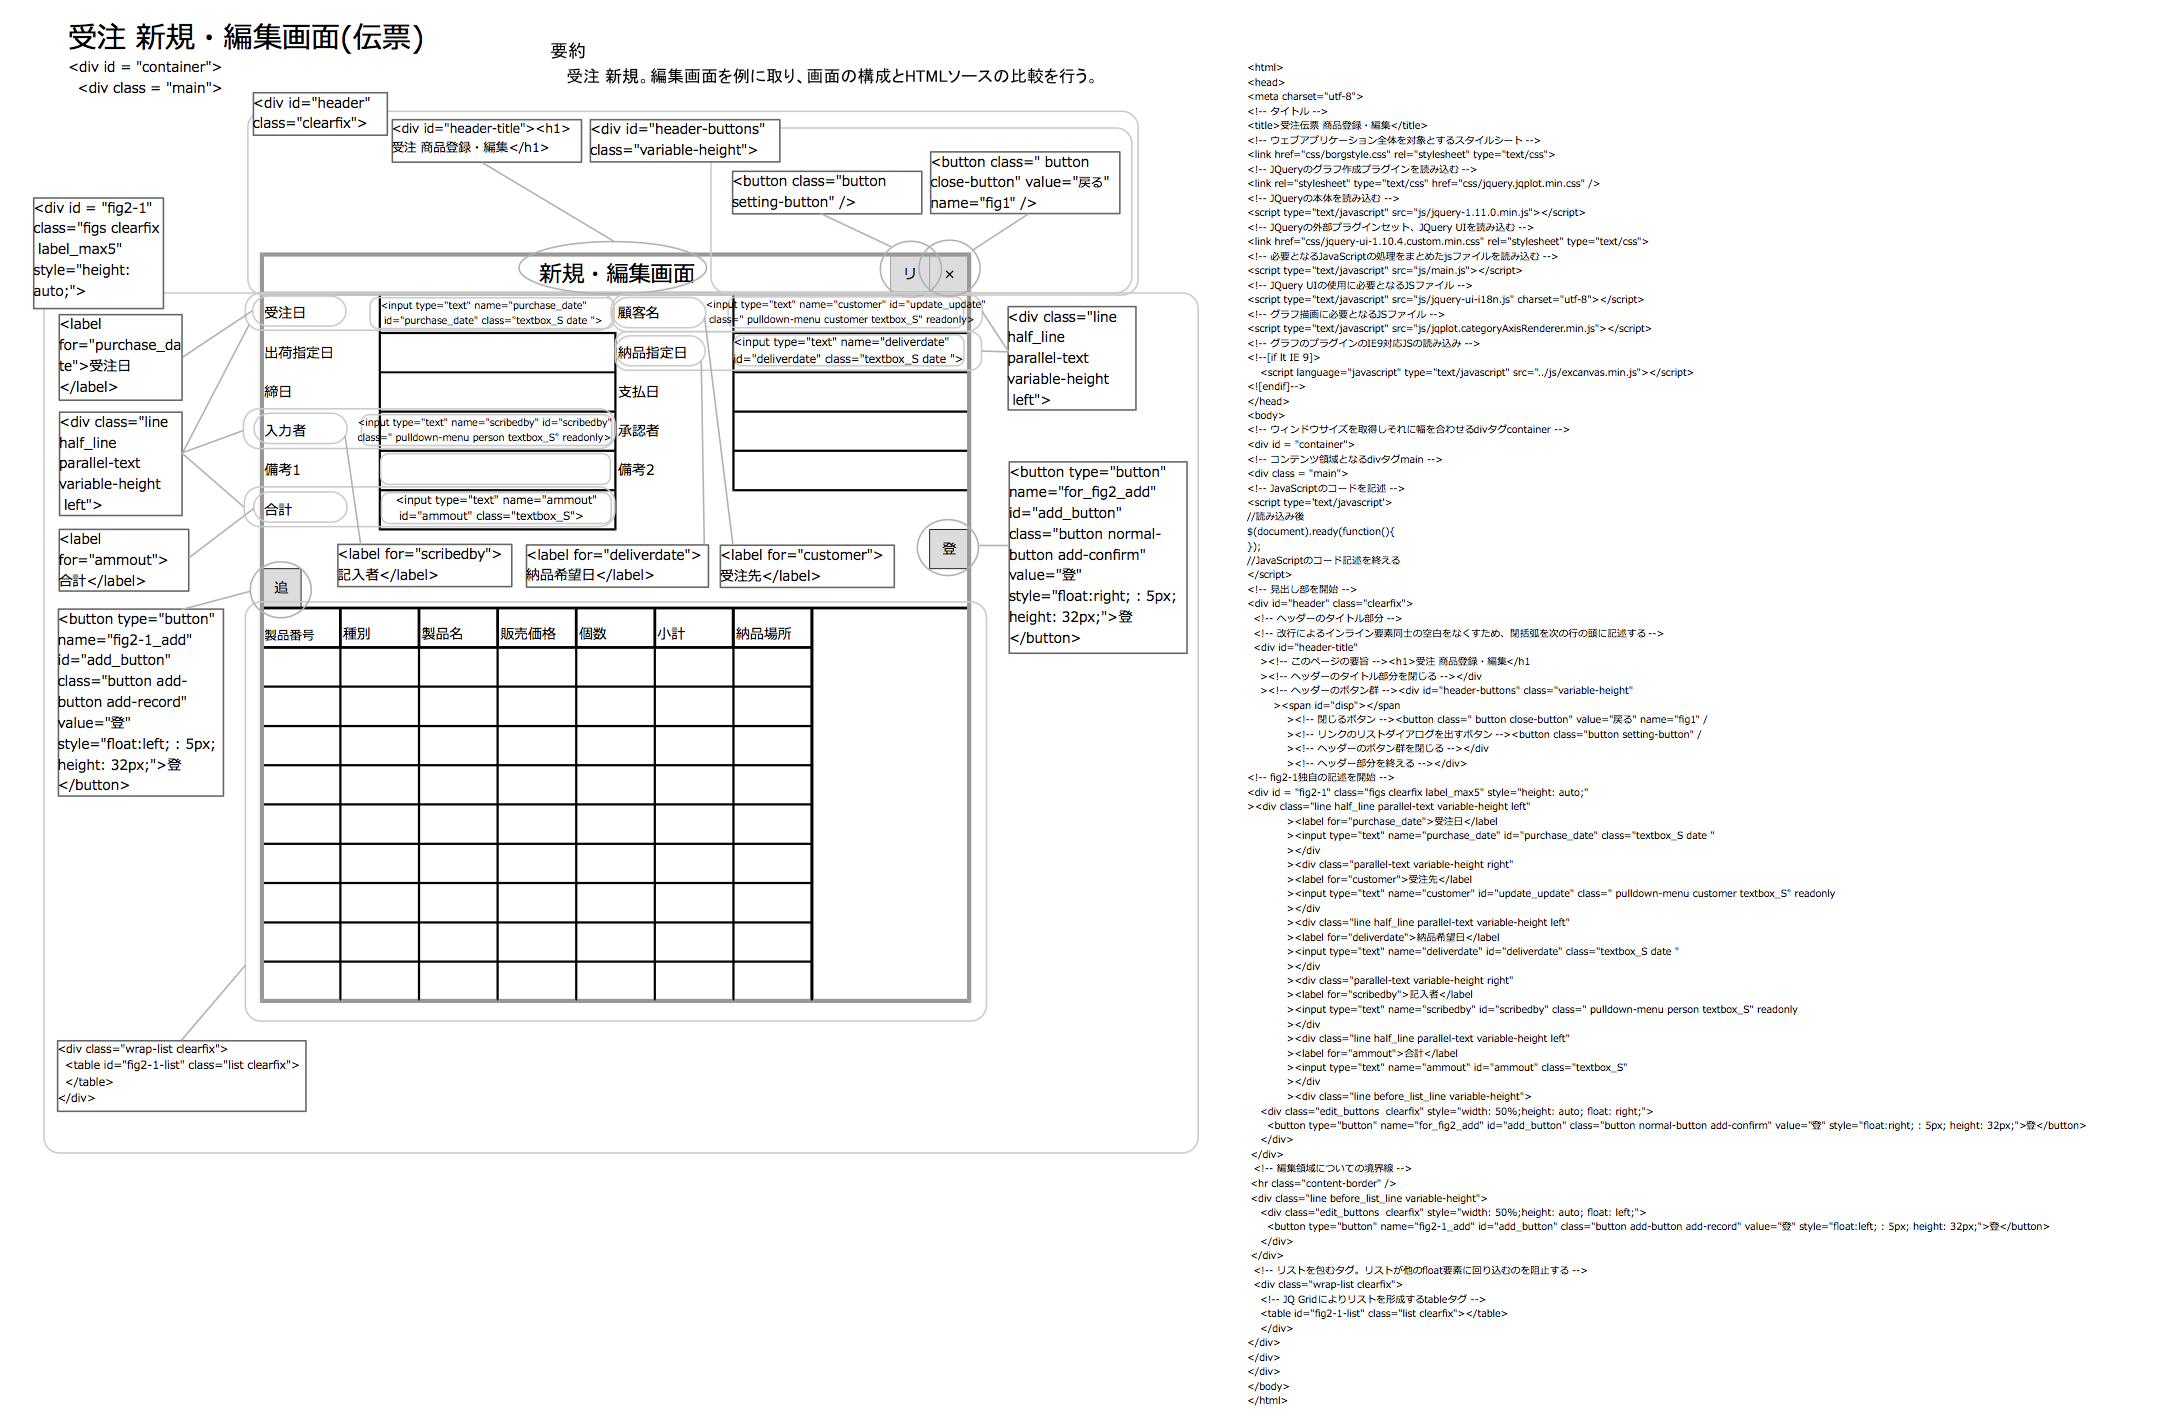 受注 新規・編集画面(伝票)
<div id = "container">
<div class = "main">
要約
受注 新規。編集画面を例に取り、画面の構成とHTMLソースの比較を行う。
<div id="header"
class="clearfix">
<div id="header-title"><h1>
受注 商品登録・編集</h1>
<div id="header-buttons"
class="variable-height">
<button class="button
setting-button" />
<button class=" button
close-button" value="戻る"
name="fig1" />
<div id = "fig2-1"
class="figs clearfix
label_max5"
style="height:
auto;">
新規・編集画面
リ
×
受注日
<input type="text" name="purchase_date"
id="purchase_date" class="textbox_S date ">
顧客名
<input type="text" name="customer" id="update_update"
class=" pulldown-menu customer textbox_S" readonly>
出荷指定日
納品指定日
<input type="text" name="deliverdate"
id="deliverdate" class="textbox_S date ">
締日
支払日
入力者
<input type="text" name="scribedby" id="scribedby"
class=" pulldown-menu person textbox_S" readonly>
承認者
備考1
備考2
合計
<input type="text" name="ammout"
id="ammout" class="textbox_S">
<label
for="purchase_da
te">受注日
</label>
<div class="line
half_line
parallel-text
variable-height
left">
<label
for="ammout">
合計</label>
<div class="line
half_line
parallel-text
variable-height
left">
<label for="scribedby">
記入者</label>
<label for="deliverdate">
納品希望日</label>
<label for="customer">
受注先</label>
登
<button type="button"
name="for_fig2_add"
id="add_button"
class="button normal-
button add-confirm"
value="登"
style="float:right; : 5px;
height: 32px;">登
</button>
追
<button type="button"
name="fig2-1_add"
id="add_button"
class="button add-
button add-record"
value="登"
style="float:left; : 5px;
height: 32px;">登
</button>
製品番号 種別 製品名 販売価格 個数 小計 納品場所
<div class="wrap-list clearfix">
<table id="fig2-1-list" class="list clearfix">
</table>
</div>
<html>
<head>
<meta charset="utf-8">
<!-- タイトル -->
<title>受注伝票 商品登録・編集</title>
<!-- ウェブアプリケーション全体を対象とするスタイルシート -->
<link href="css/borgstyle.css" rel="stylesheet" type="text/css">
<!-- JQueryのグラフ作成プラグインを読み込む -->
<link rel="stylesheet" type="text/css" href="css/jquery.jqplot.min.css" />
<!-- JQueryの本体を読み込む -->
<script type="text/javascript" src="js/jquery-1.11.0.min.js"></script>
<!-- JQueryの外部プラグインセット、JQuery UIを読み込む -->
<link href="css/jquery-ui-1.10.4.custom.min.css" rel="stylesheet" type="text/css">
<!-- 必要となるJavaScriptの処理をまとめたjsファイルを読み込む -->
<script type="text/javascript" src="js/main.js"></script>
<!-- JQuery UIの使用に必要となるJSファイル -->
<script type="text/javascript" src="js/jquery-ui-i18n.js" charset="utf-8"></script>
<!-- グラフ描画に必要となるJSファイル -->
<script type="text/javascript" src="js/jqplot.categoryAxisRenderer.min.js"></script>
<!-- グラフのプラグインのIE9対応JSの読み込み -->
<!--[if lt IE 9]>
<script language="javascript" type="text/javascript" src="../js/excanvas.min.js"></script>
<![endif]-->
</head>
<body>
<!-- ウィンドウサイズを取得しそれに幅を合わせるdivタグcontainer -->
<div id = "container">
<!-- コンテンツ領域となるdivタグmain -->
<div class = "main">
<!-- JavaScriptのコードを記述 -->
<script type='text/javascript'>
//読み込み後
$(document).ready(function(){
});
//JavaScriptのコード記述を終える
</script>
<!-- 見出し部を開始 -->
<div id="header" class="clearfix">
<!-- ヘッダーのタイトル部分 -->
<!-- 改行によるインライン要素同士の空白をなくすため、閉括弧を次の行の頭に記述する -->
<div id="header-title"
><!-- このページの要旨 --><h1>受注 商品登録・編集</h1
><!-- ヘッダーのタイトル部分を閉じる --></div
><!-- ヘッダーのボタン群 --><div id="header-buttons" class="variable-height"
><span id="disp"></span
><!-- 閉じるボタン --><button class=" button close-button" value="戻る" name="fig1" /
><!-- リンクのリストダイアログを出すボタン --><button class="button setting-button" /
><!-- ヘッダーのボタン群を閉じる --></div
><!-- ヘッダー部分を終える --></div>
<!-- fig2-1独自の記述を開始 -->
<div id = "fig2-1" class="figs clearfix label_max5" style="height: auto;"
><div class="line half_line parallel-text variable-height left"
><label for="purchase_date">受注日</label
><input type="text" name="purchase_date" id="purchase_date" class="textbox_S date "
></div
><div class="parallel-text variable-height right"
><label for="customer">受注先</label
><input type="text" name="customer" id="update_update" class=" pulldown-menu customer textbox_S" readonly
></div
><div class="line half_line parallel-text variable-height left"
><label for="deliverdate">納品希望日</label
><input type="text" name="deliverdate" id="deliverdate" class="textbox_S date "
></div
><div class="parallel-text variable-height right"
><label for="scribedby">記入者</label
><input type="text" name="scribedby" id="scribedby" class=" pulldown-menu person textbox_S" readonly
></div
><div class="line half_line parallel-text variable-height left"
><label for="ammout">合計</label
><input type="text" name="ammout" id="ammout" class="textbox_S"
></div
><div class="line before_list_line variable-height">
<div class="edit_buttons  clearfix" style="width: 50%;height: auto; float: right;">
<button type="button" name="for_fig2_add" id="add_button" class="button normal-button add-confirm" value="登" style="float:right; : 5px; height: 32px;">登</button>
</div>
</div>
<!-- 編集領域についての境界線 -->
<hr class="content-border" />
<div class="line before_list_line variable-height">
<div class="edit_buttons  clearfix" style="width: 50%;height: auto; float: left;">
<button type="button" name="fig2-1_add" id="add_button" class="button add-button add-record" value="登" style="float:left; : 5px; height: 32px;">登</button>
</div>
</div>
<!-- リストを包むタグ。リストが他のfloat要素に回り込むのを阻止する -->
<div class="wrap-list clearfix">
<!-- JQ Gridによりリストを形成するtableタグ -->
<table id="fig2-1-list" class="list clearfix"></table>
</div>
</div>
</div>
</div>
</body>
</html>